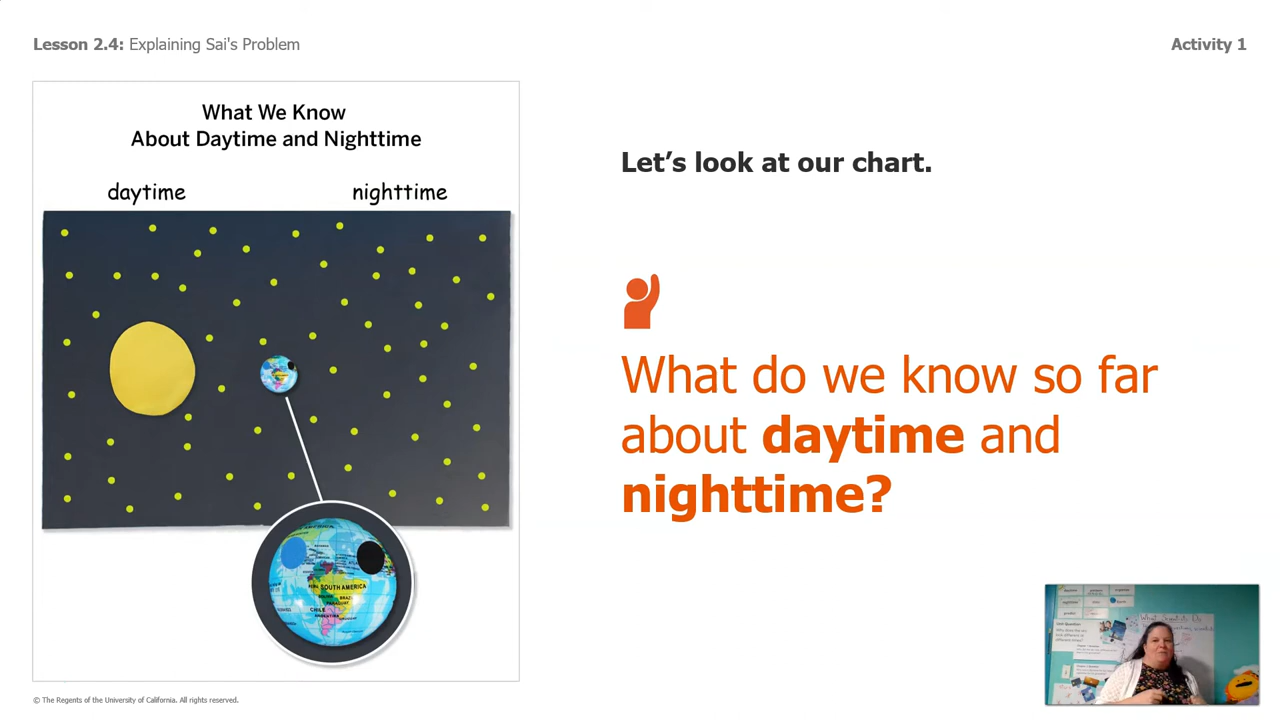 Lesson 2.4: Explaining Sai's Problem
Activity 1
What We Know
About Daytime and Nighttime
daytime
nighttime
Let's look at our chart.
What do we know so far
about daytime and
nighttime?
SOUTH AMERICA
CHILE
© The Regents of the University of California. All rights reserved.